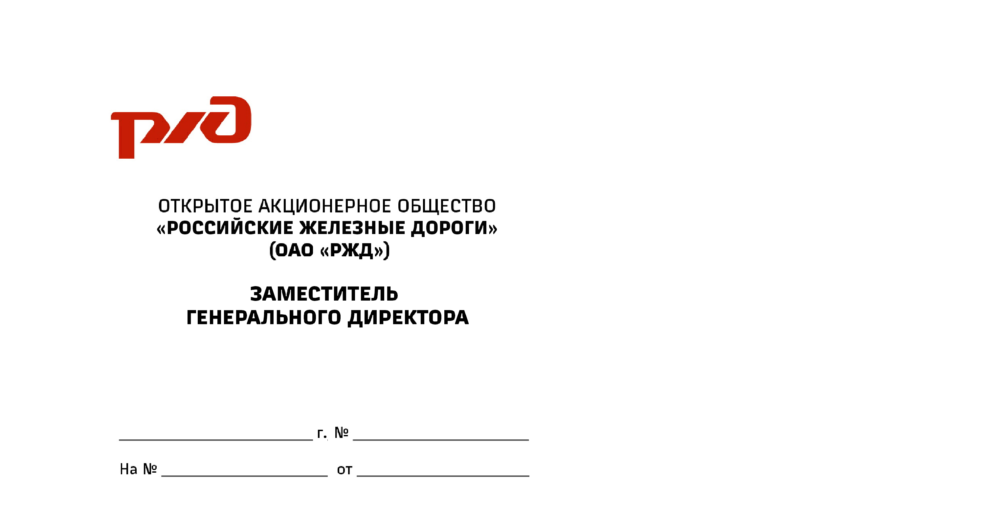 ржд
ОТКРЫТОЕ АКЦИОНЕРНОЕ ОБЩЕСТВО
«РОССИЙСКИЕ ЖЕЛЕЗНЫЕ ДОРОГИ»
(ОАО «РЖД»)
ЗАМЕСТИТЕЛЬ
ГЕНЕРАЛЬНОГО ДИРЕКТОРА
г. №
На № от